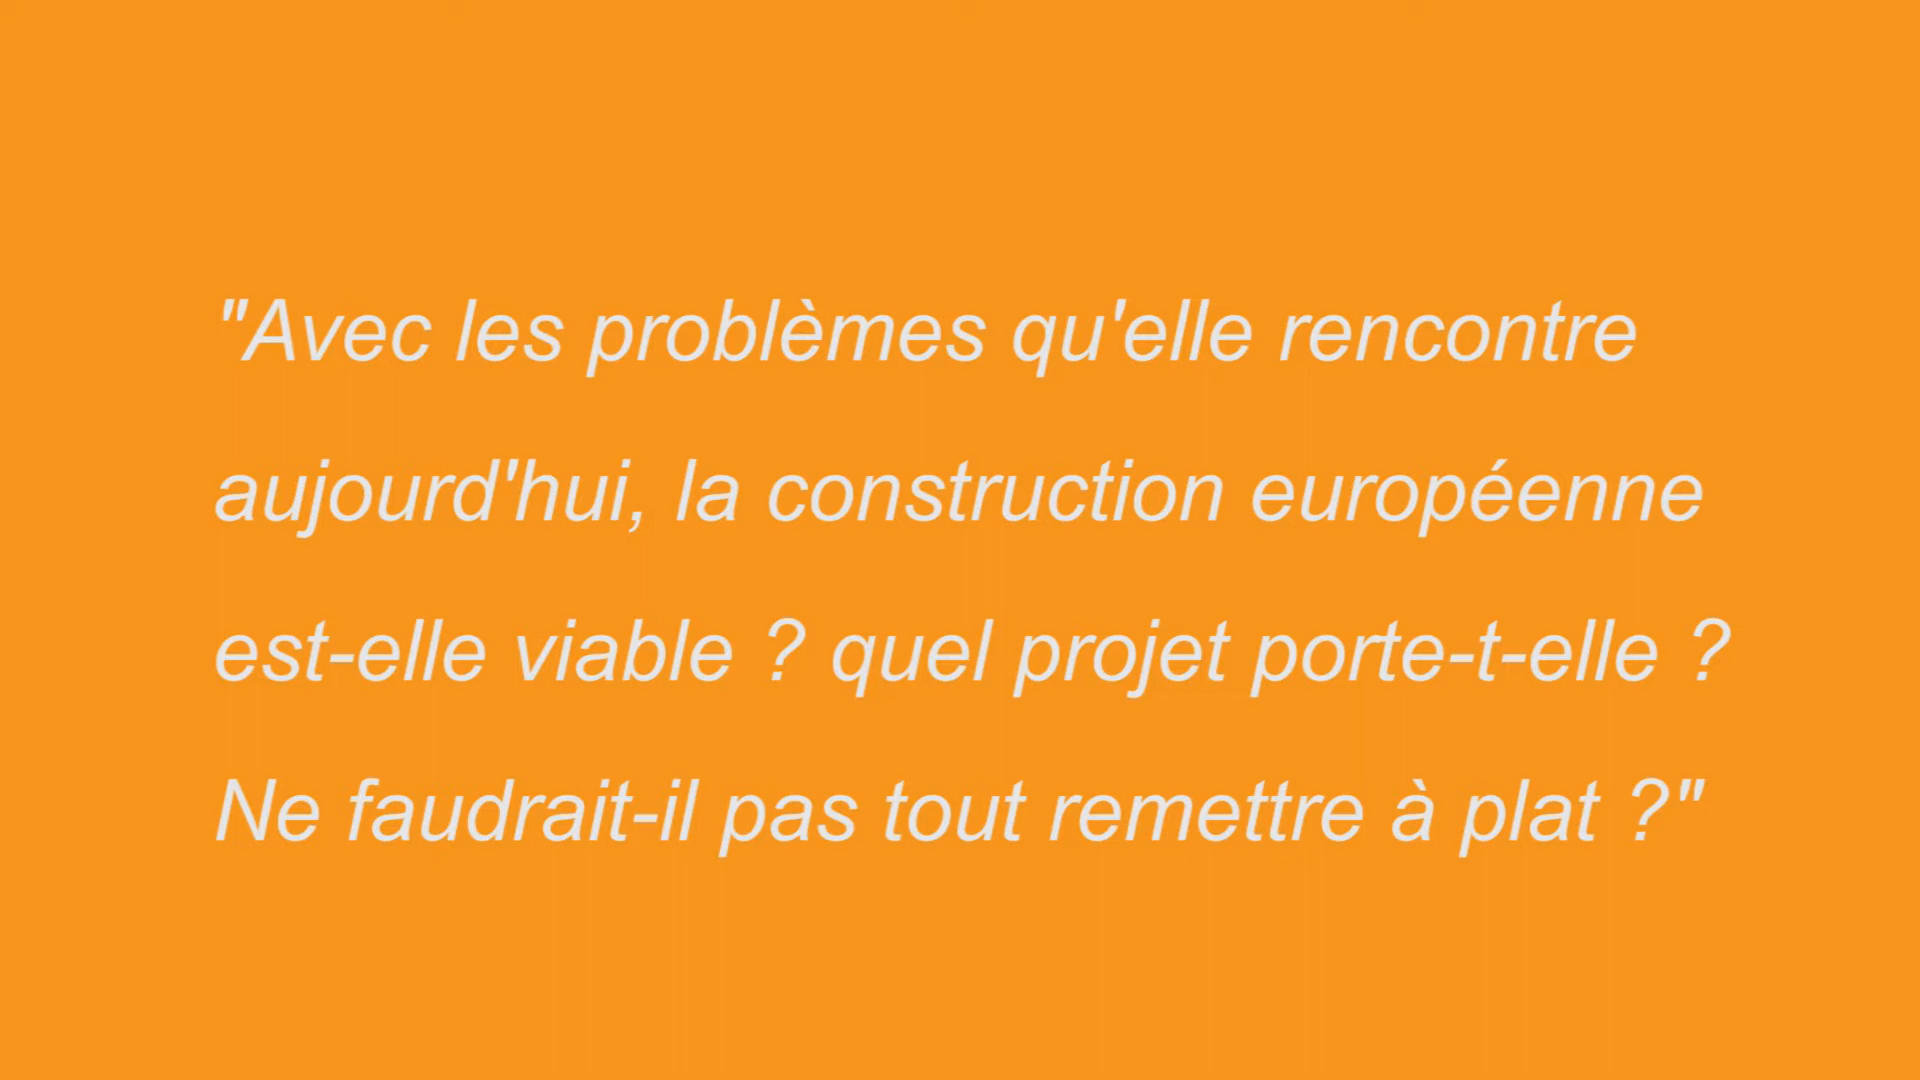 "Avec les problèmes qu'elle rencontre
aujourd'hui, la construction européenne
est-elle viable ? quel projet porte-t-elle ?
Ne faudrait-il pas tout remettre à plat ?"